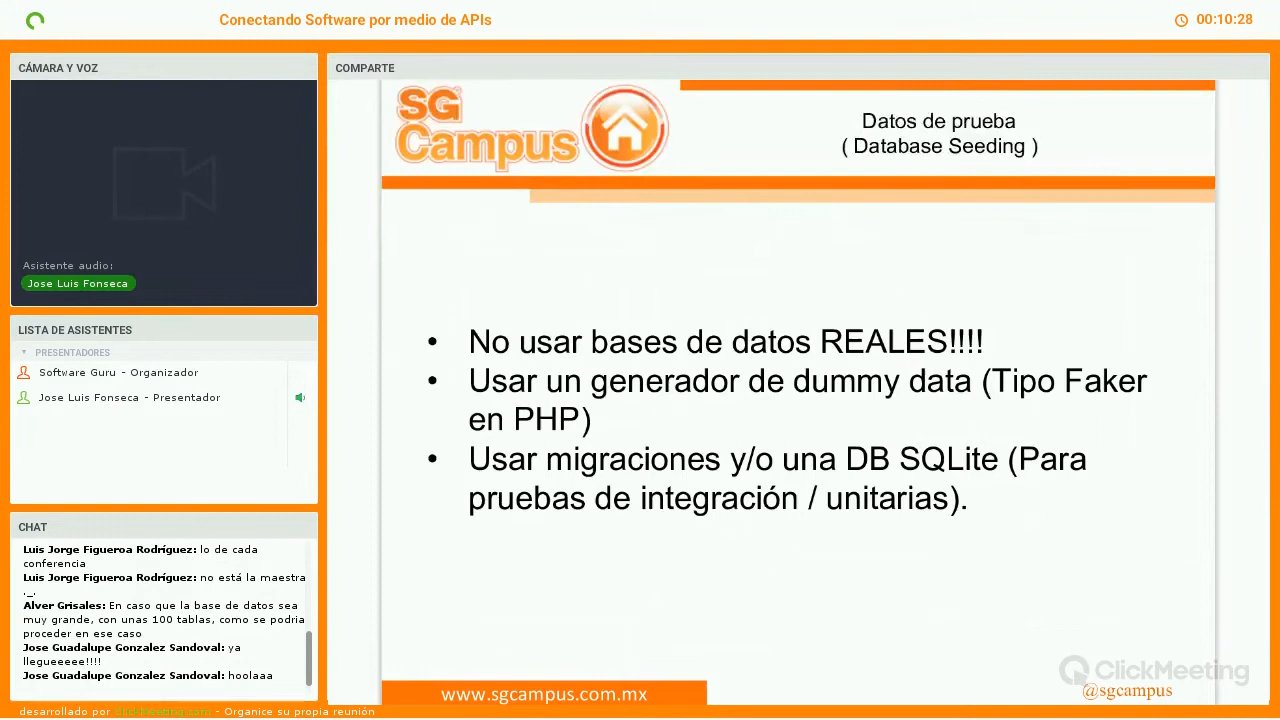 Conectando Software por medio de APIs
00:10:28
CÁMARA Y VOZ
Asistente audio:
Jose Luis Fonseca
LISTA DE ASISTENTES
PRESENTADORES
Software Guru - Organizador
Jose Luis Fonseca - Presentador
CHAT
Luis Jorge Figueroa Rodríguez: lo de cada
conferencia
Luis Jorge Figueroa Rodríguez: no está la maestra
._.
Alver Grisales: En caso que la base de datos sea
muy grande, con unas 100 tablas, como se podria
proceder en ese caso
Jose Guadalupe Gonzalez Sandoval: ya
llegueeeee!!!!
Jose Guadalupe Gonzalez Sandoval: hoolaaa
desarrollado por ClickMeeting.com - Organice su propia reunión
COMPARTE
SG
Campus
Datos de prueba
( Database Seeding )
• No usar bases de datos REALES!!!!
• Usar un generador de dummy data (Tipo Faker
en PHP)
• Usar migraciones y/o una DB SQLite (Para
pruebas de integración / unitarias).
www.sgcampus.com.mx
ClickMeeting
@sgcampus